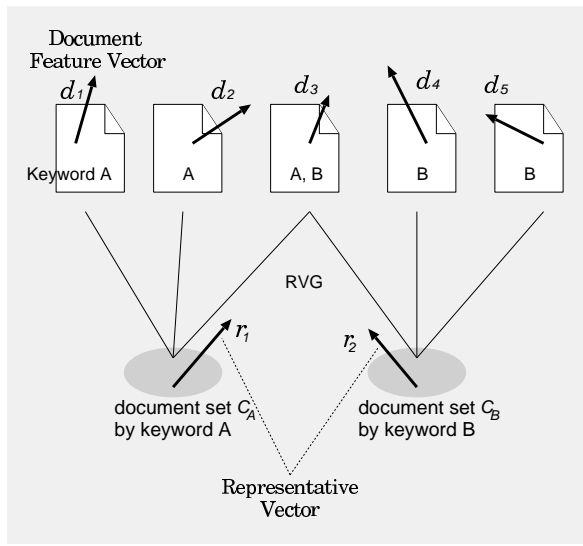 Document
Feature Vector
d1 d2 d3 d4 d5
Keyword A A A, B B B
RVG
r1 r2
document set CA
by keyword A
document set CB
by keyword B
Representative
Vector